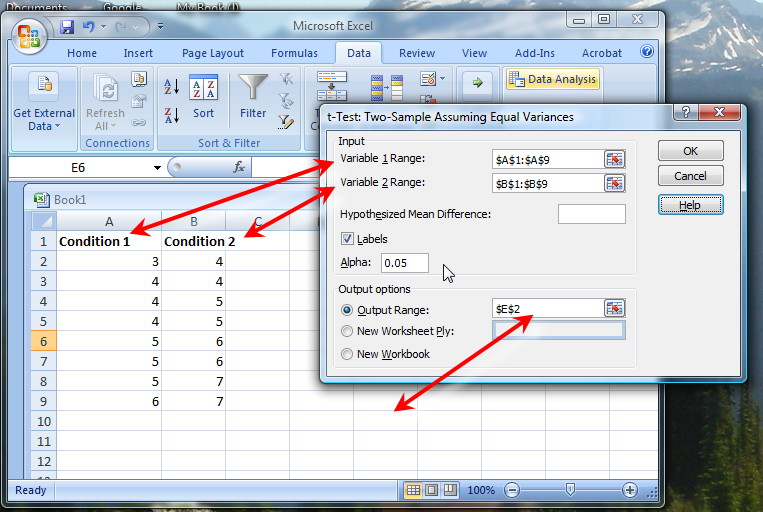 Documents Google My Book (J)
Microsoft Excel
Home Insert Page Layout Formulas Data Review View Add-Ins Acrobat
Get External Data
Refresh All
Connections
Sort
Filter
Sort & Filter
Data Analysis
E6
Book1
A B C
1 Condition 1 Condition 2
2 3 4
3 4 4
4 4 5
5 4 5
6 5 6
7 5 6
8 5 7
9 6 7
10
11
12
Ready 100%
t-Test: Two-Sample Assuming Equal Variances
Input
Variable 1 Range: $A$1:$A$9
Variable 2 Range: $B$1:$B$9
Hypothesized Mean Difference:
Labels
Alpha: 0.05
Output options
Output Range: $E$2
New Worksheet Ply:
New Workbook
OK
Cancel
Help